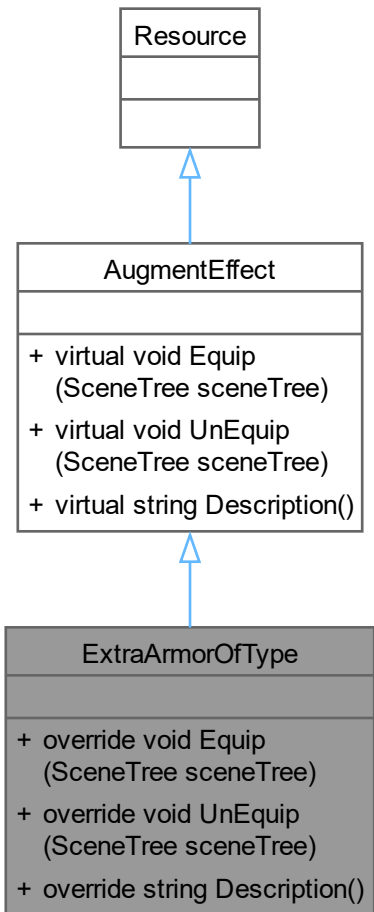 Resource
AugmentEffect
+ virtual void Equip
(SceneTree sceneTree)
+ virtual void UnEquip
(SceneTree sceneTree)
+ virtual string Description()
ExtraArmorOfType
+ override void Equip
(SceneTree sceneTree)
+ override void UnEquip
(SceneTree sceneTree)
+ override string Description()